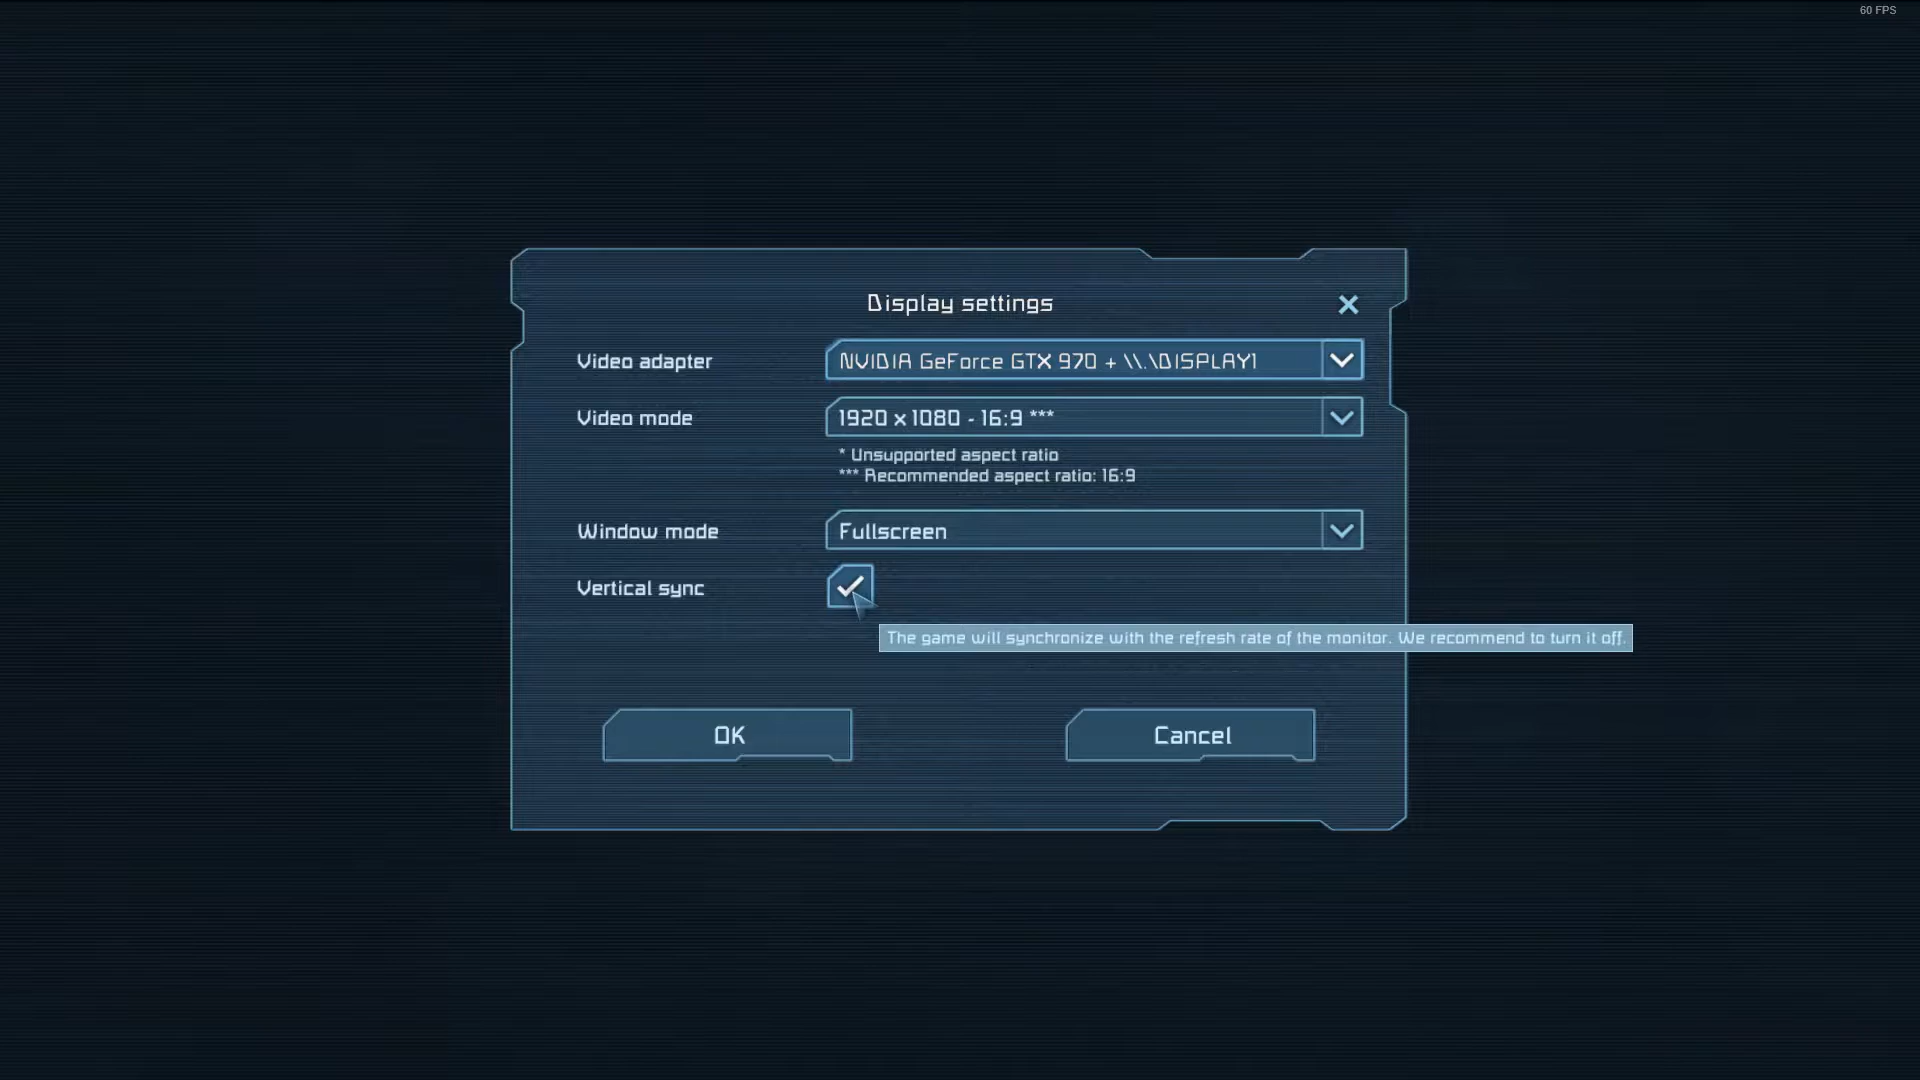 60 FPS
Display settings
Video adapter
NVIDIA GeForce GTX 970 + \\.\DISPLAY1
Video mode
1920 x 1080 - 16:9 ***
* Unsupported aspect ratio
*** Recommended aspect ratio: 16:9
Window mode
Fullscreen
Vertical sync
The game will synchronize with the refresh rate of the monitor. We recommend to turn it off.
OK
Cancel